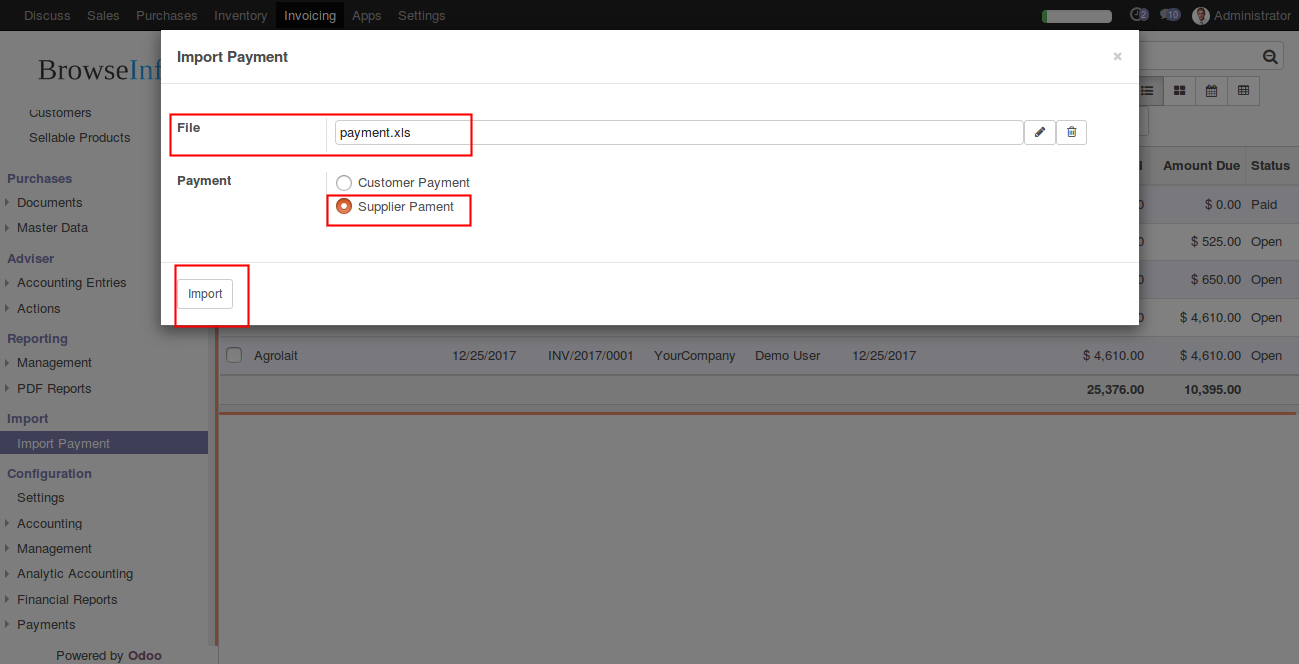 Discuss Sales Purchases Inventory Invoicing Apps Settings 2 10 Administrator
Import Payment ×
BrowseInf
Customers
Sellable Products
Purchases
Documents
Master Data
Adviser
Accounting Entries
Actions
Reporting
Management
PDF Reports
Import
Import Payment
Configuration
Settings
Accounting
Management
Analytic Accounting
Financial Reports
Payments
Powered by Odoo
File payment.xls
Payment Customer Payment
Supplier Pament
Import
Amount Due Status
0 $ 0.00 Paid
0 $ 525.00 Open
0 $ 650.00 Open
0 $ 4,610.00 Open
Agrolait 12/25/2017 INV/2017/0001 YourCompany Demo User 12/25/2017 $ 4,610.00 $ 4,610.00 Open
25,376.00 10,395.00